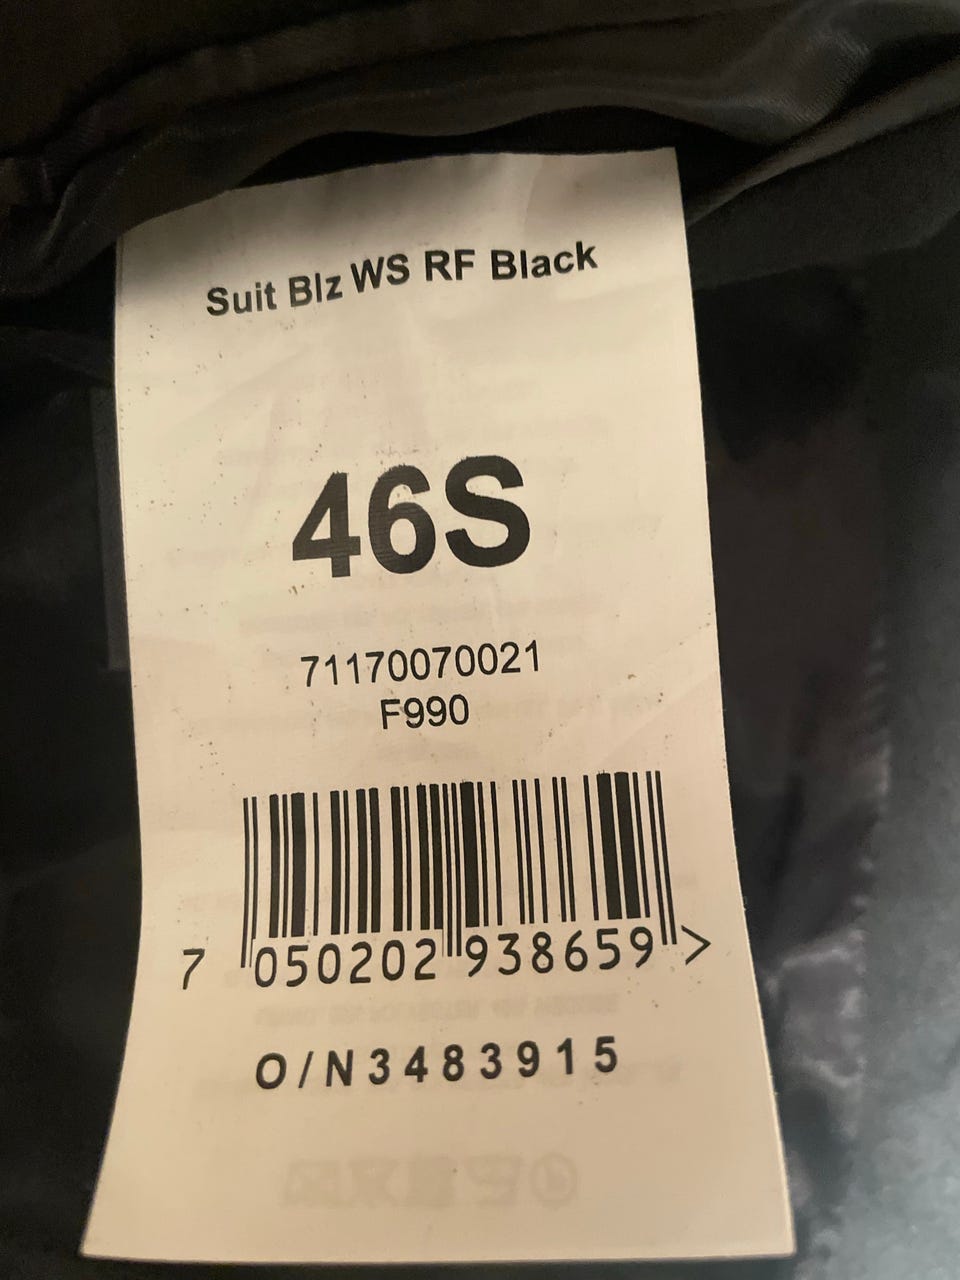 Suit Blz WS RF Black
46S
71170070021
F990
7 050202 938659 >
O/N3483915